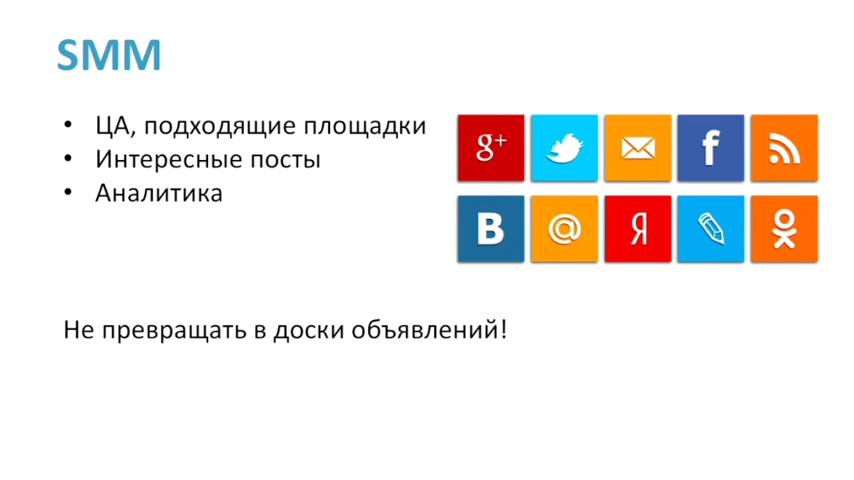 SMM
• ЦА, подходящие площадки
• Интересные посты
• Аналитика
g+ f
B @ Я
Не превращать в доски объявлений!